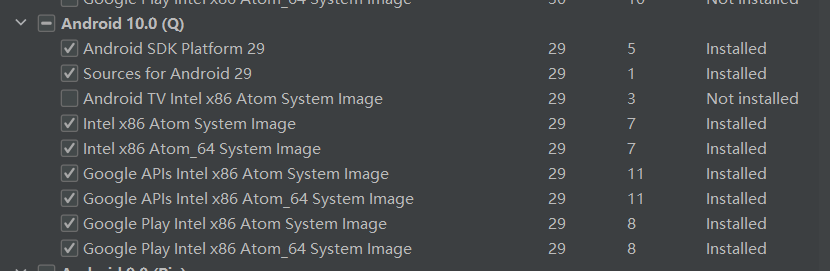 Google Play Intel x86 Atom_64 System Image 30 10 Not installed
Android 10.0 (Q)
Android SDK Platform 29 29 5 Installed
Sources for Android 29 29 1 Installed
Android TV Intel x86 Atom System Image 29 3 Not installed
Intel x86 Atom System Image 29 7 Installed
Intel x86 Atom_64 System Image 29 7 Installed
Google APIs Intel x86 Atom System Image 29 11 Installed
Google APIs Intel x86 Atom_64 System Image 29 11 Installed
Google Play Intel x86 Atom System Image 29 8 Installed
Google Play Intel x86 Atom_64 System Image 29 8 Installed
Android 9.0 (Pie)